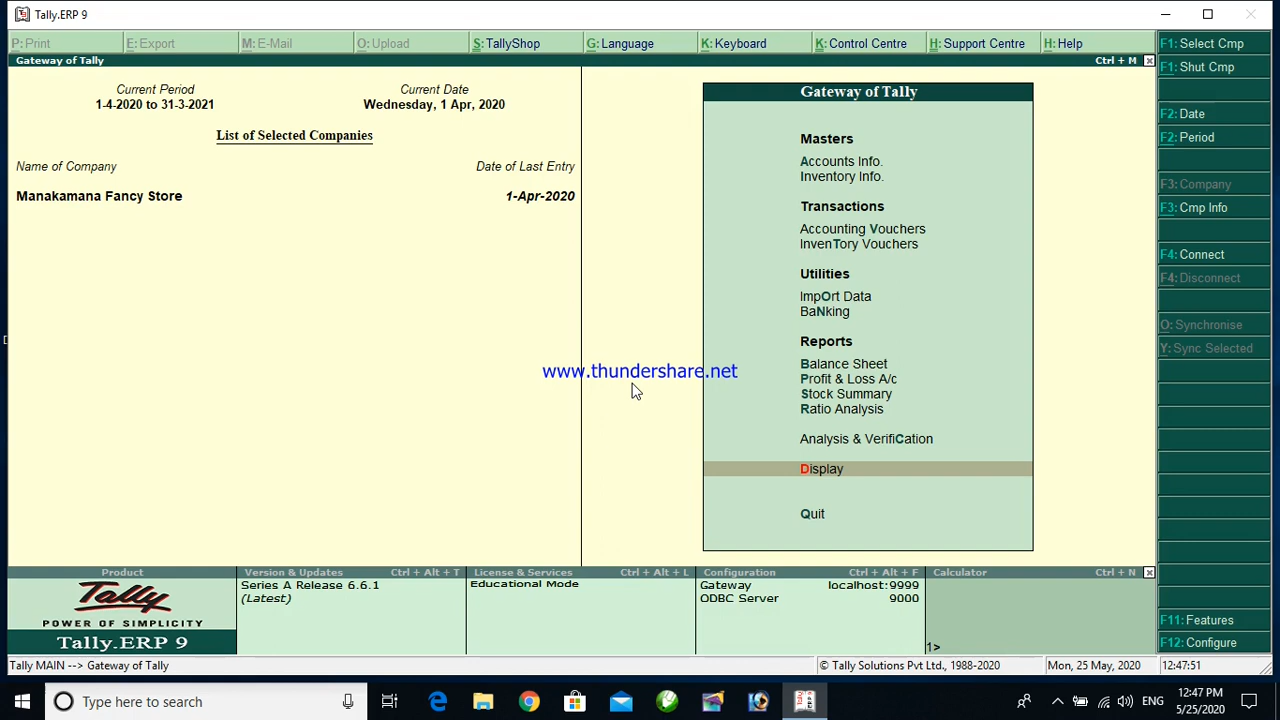 Tally.ERP 9
P: Print E: Export M: E-Mail O: Upload S: TallyShop G: Language K: Keyboard K: Control Centre H: Support Centre H: Help
Gateway of Tally Ctrl + M
Current Period Current Date
1-4-2020 to 31-3-2021 Wednesday, 1 Apr, 2020
List of Selected Companies
Name of Company Date of Last Entry
Manakamana Fancy Store 1-Apr-2020
Gateway of Tally
Masters
Accounts Info.
Inventory Info.
Transactions
Accounting Vouchers
InvenTory Vouchers
Utilities
ImpOrt Data
BaNking
Reports
Balance Sheet
Profit & Loss A/c
Stock Summary
Ratio Analysis
Analysis & VerifiCation
Display
Quit
www.thundershare.net
F1: Select Cmp
F1: Shut Cmp
F2: Date
F2: Period
F3: Company
F3: Cmp Info
F4: Connect
F4: Disconnect
O: Synchronise
Y: Sync Selected
F11: Features
F12: Configure
Product
Tally
POWER OF SIMPLICITY
Tally.ERP 9
Version & Updates Ctrl + Alt + T
Series A Release 6.6.1
(Latest)
License & Services Ctrl + Alt + L
Educational Mode
Configuration Ctrl + Alt + F
Gateway localhost:9999
ODBC Server 9000
Calculator Ctrl + N
1>
Tally MAIN --> Gateway of Tally © Tally Solutions Pvt Ltd., 1988-2020 Mon, 25 May, 2020 12:47:51
Type here to search
ENG
12:47 PM
5/25/2020